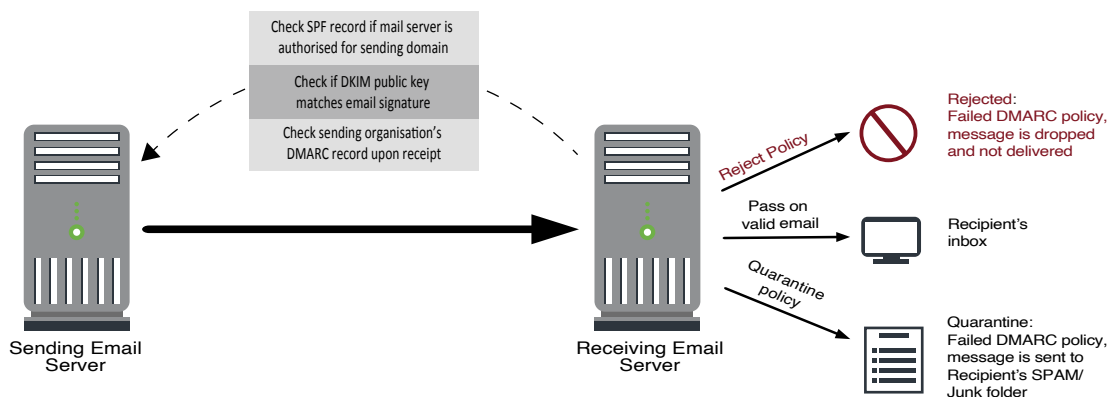 Check SPF record if mail server is
authorised for sending domain
Check if DKIM public key
matches email signature
Check sending organisation's
DMARC record upon receipt
Sending Email
Server
Receiving Email
Server
Reject Policy
Pass on
valid email
Quarantine
policy
Rejected:
Failed DMARC policy,
message is dropped
and not delivered
Recipient's
inbox
Quarantine:
Failed DMARC policy,
message is sent to
Recipient's SPAM/
Junk folder